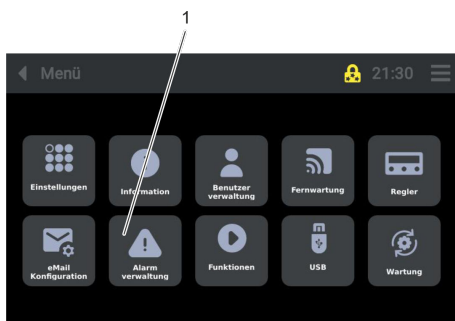 1
Menü
21:30
Einstellungen
Information
Benutzer
verwaltung
Fernwartung
Regler
eMail
Konfiguration
Alarm
verwaltung
Funktionen
USB
Wartung